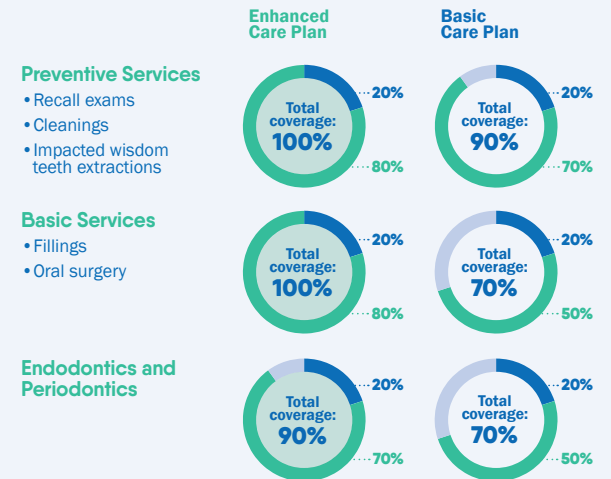 Enhanced
Care Plan
Basic
Care Plan
Preventive Services
• Recall exams
• Cleanings
• Impacted wisdom
teeth extractions
Total
coverage:
100%
20%
80%
Total
coverage:
90%
20%
70%
Basic Services
• Fillings
• Oral surgery
Total
coverage:
100%
20%
80%
Total
coverage:
70%
20%
50%
Endodontics and
Periodontics
Total
coverage:
90%
20%
70%
Total
coverage:
70%
20%
50%